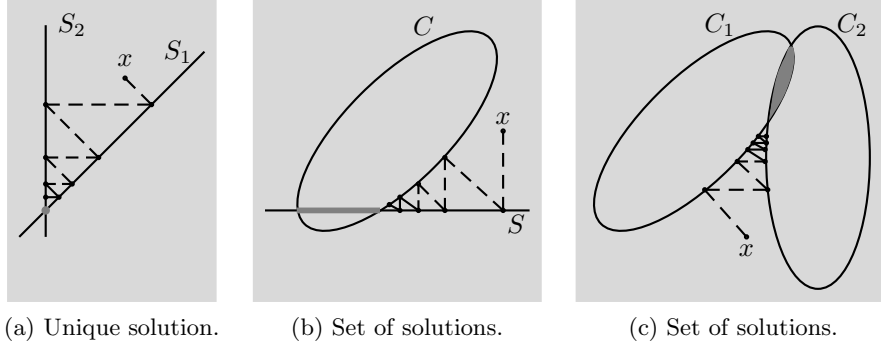 S₂
S₁
x
(a) Unique solution.
C
x
S
(b) Set of solutions.
C₁
C₂
x
(c) Set of solutions.